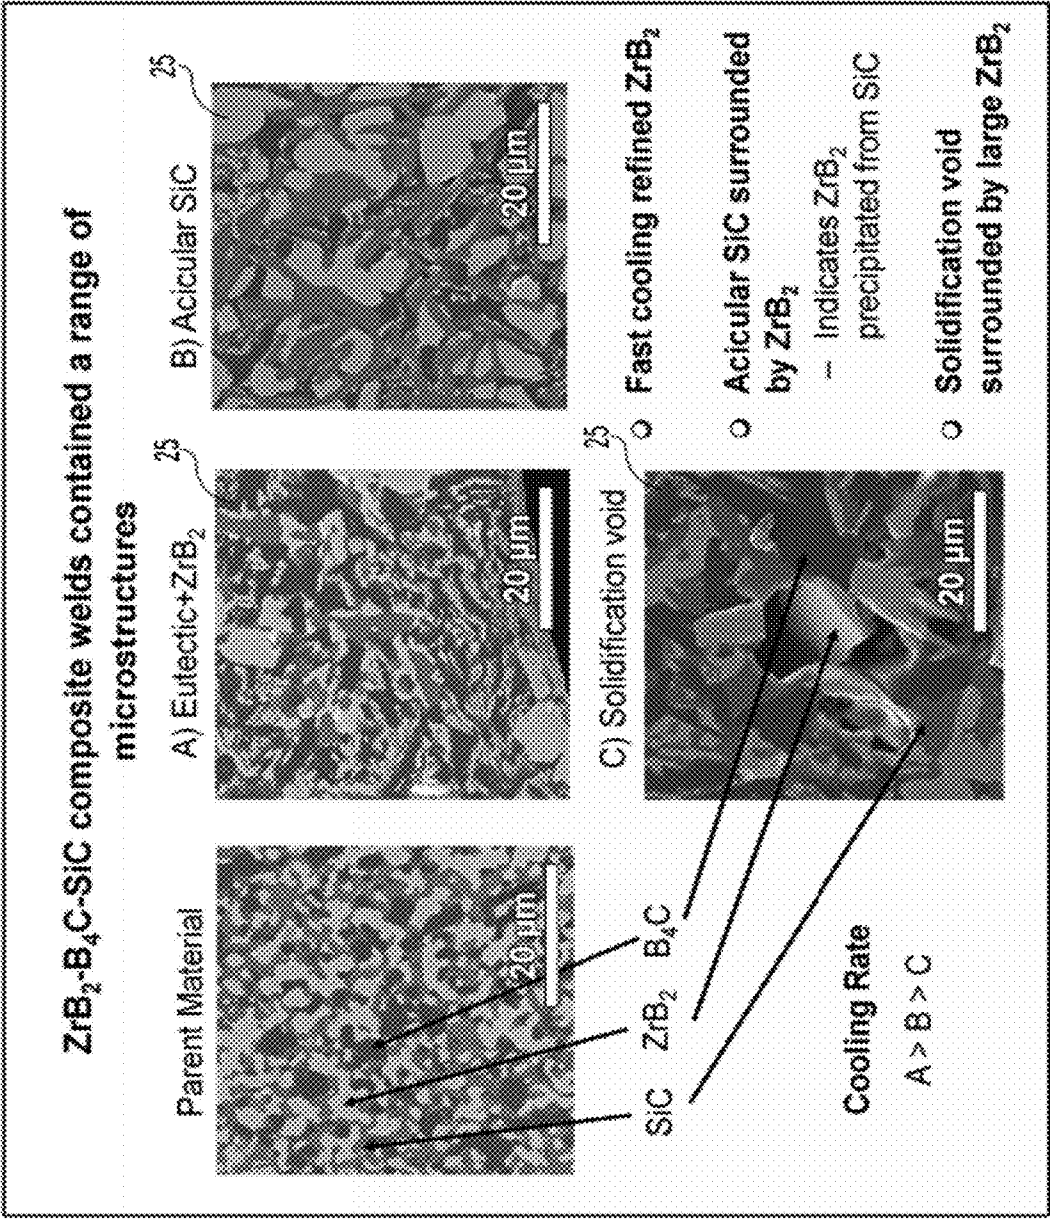 ZrB₂-B₄C-SiC composite welds contained a range of
microstructures
Parent Material
20 µm
A) Eutectic+ZrB₂
25
20 µm
B) Acicular SiC
25
20 µm
SiC
ZrB₂
B₄C
C) Solidification void
25
20 µm
Cooling Rate
A > B > C
○ Fast cooling refined ZrB₂
○ Acicular SiC surrounded
by ZrB₂
– Indicates ZrB₂
precipitated from SiC
○ Solidification void
surrounded by large ZrB₂